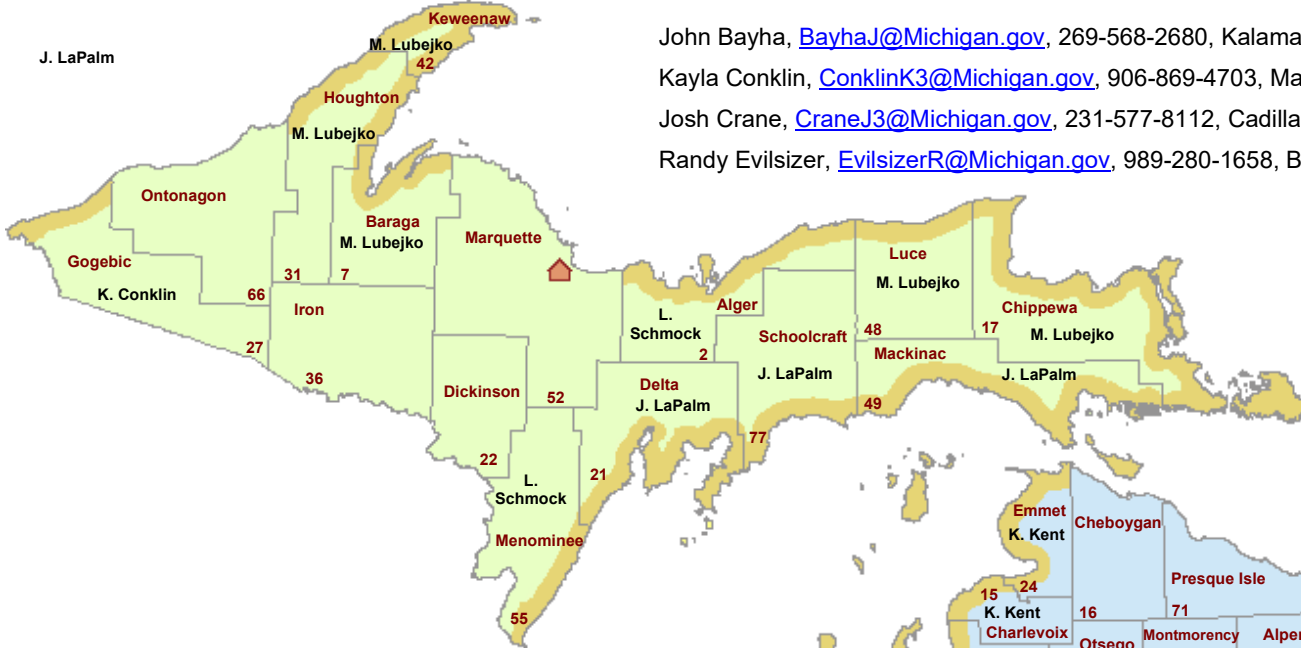 Keweenaw
M. Lubejko
42
J. LaPalm
John Bayha, BayhaJ@Michigan.gov, 269-568-2680, Kalama
Kayla Conklin, ConklinK3@Michigan.gov, 906-869-4703, Ma
Josh Crane, CraneJ3@Michigan.gov, 231-577-8112, Cadilla
Randy Evilsizer, EvilsizerR@Michigan.gov, 989-280-1658, B
Houghton
M. Lubejko
31
Ontonagon
66
Baraga
M. Lubejko
7
Marquette
52
Gogebic
K. Conklin
27
Iron
36
Luce
M. Lubejko
48
Chippewa
M. Lubejko
17
Alger
L.
Schmock
2
Schoolcraft
J. LaPalm
77
Mackinac
J. LaPalm
49
Dickinson
22
Delta
J. LaPalm
21
L.
Schmock
Menominee
55
Emmet
K. Kent
24
Cheboygan
16
Presque Isle
71
15
K. Kent
Charlevoix
Otsego
Montmorency
Alper